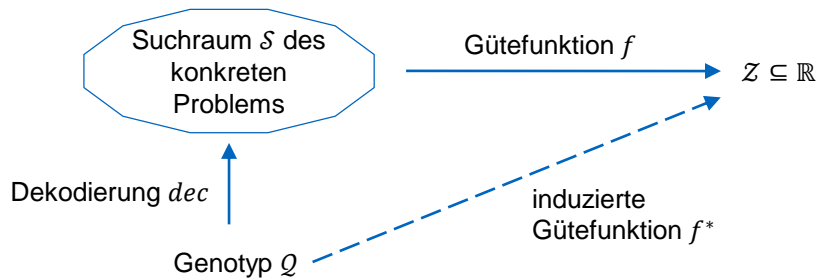 Suchraum 𝒮 des
konkreten
Problems
Gütefunktion 𝑓
𝒵 ⊆ ℝ
Dekodierung 𝑑𝑒𝑐
induzierte
Gütefunktion 𝑓*
Genotyp 𝒬